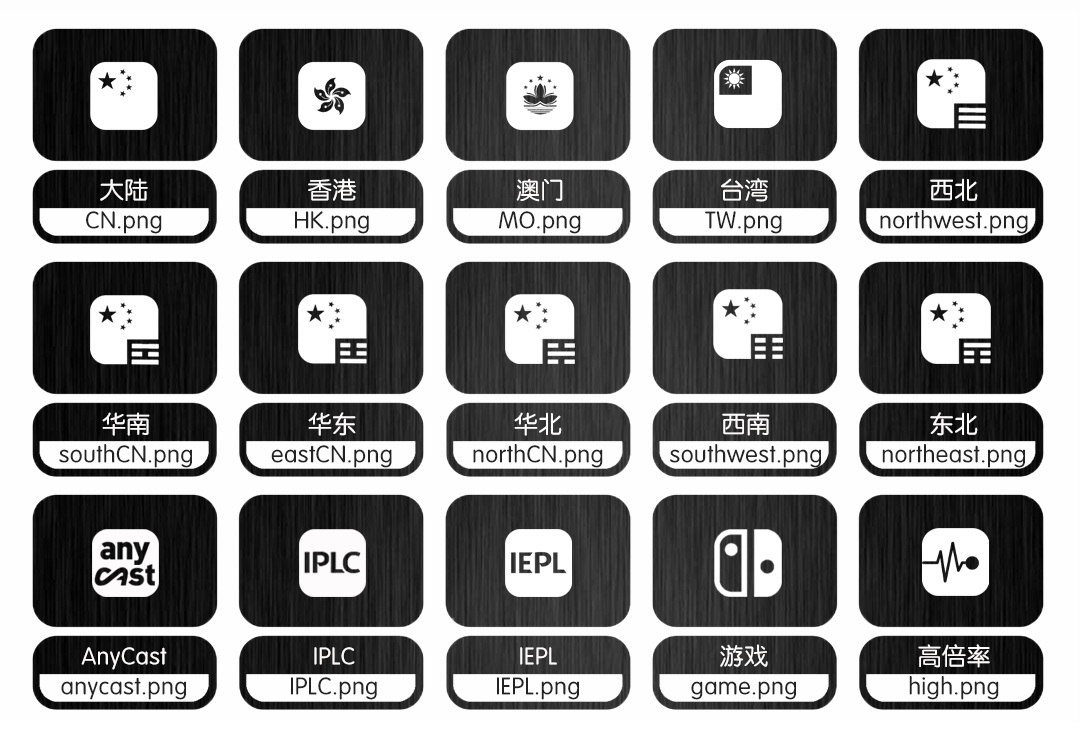 大陆
CN.png
香港
HK.png
澳门
MO.png
台湾
TW.png
西北
northwest.png
华南
southCN.png
华东
eastCN.png
华北
northCN.png
西南
southwest.png
东北
northeast.png
any
cast
AnyCast
anycast.png
IPLC
IPLC
IPLC.png
IEPL
IEPL
IEPL.png
游戏
game.png
高倍率
high.png